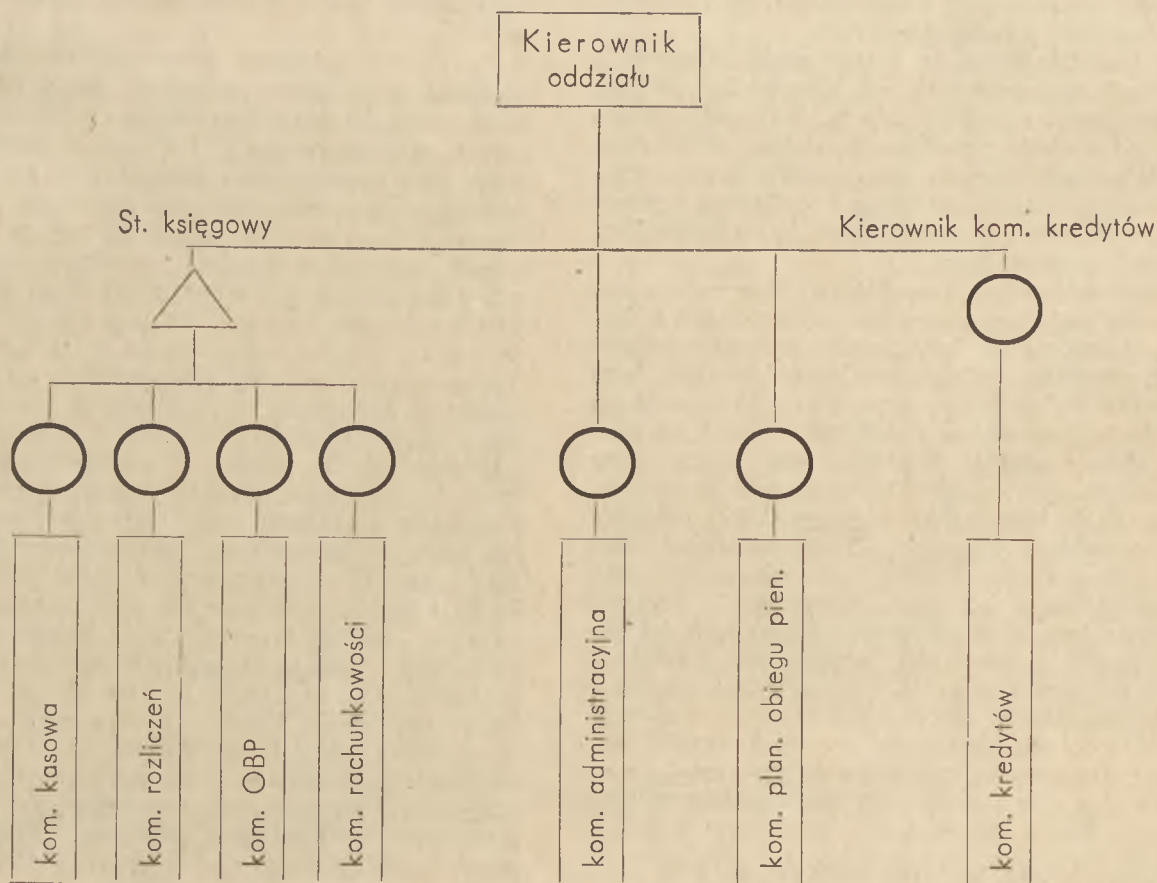 Kierownik
oddziału
St. księgowy
Kierownik kom. kredytów
kom. kasowa
kom. rozliczeń
kom. OBP
kom. rachunkowości
kom. administracyjna
kom. plan. obiegu pien.
kom. kredytów